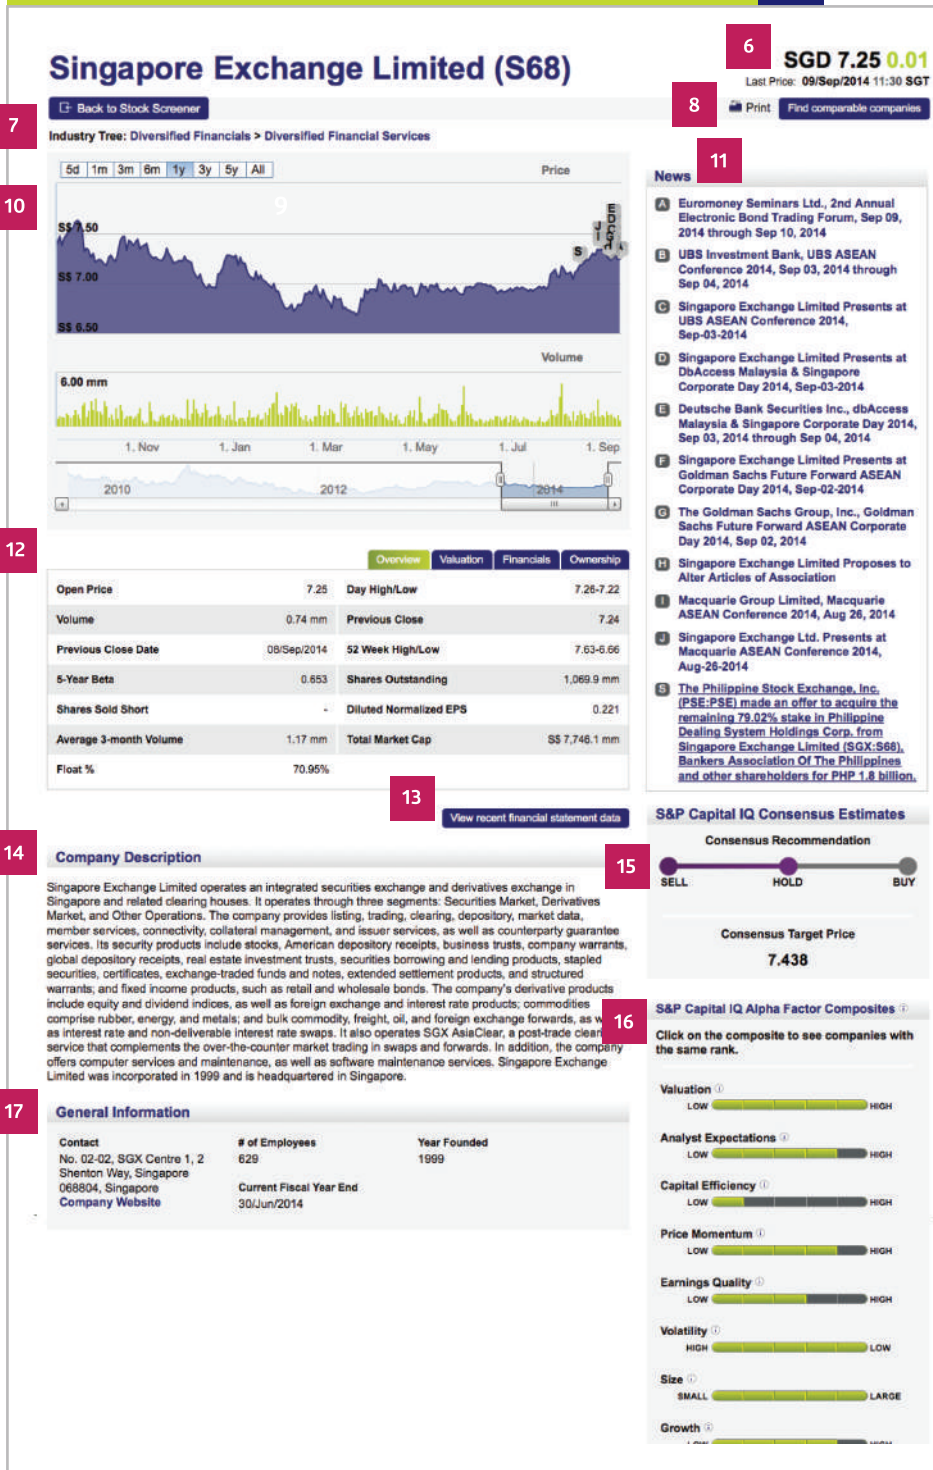 6
Singapore Exchange Limited (S68)
SGD 7.25 0.01
Last Price: 09/Sep/2014 11:30 SGT
Back to Stock Screener
8
Print
Find comparable companies
7
Industry Tree: Diversified Financials > Diversified Financial Services
5d 1m 3m 6m 1y 3y 5y All
Price
10
9
S$ 7.50
S$ 7.00
S$ 6.50
S
Volume
6.00 mm
1. Nov 1. Jan 1. Mar 1. May 1. Jul 1. Sep
2010 2012 2014
11
News
A Euromoney Seminars Ltd., 2nd Annual
Electronic Bond Trading Forum, Sep 09,
2014 through Sep 10, 2014
B UBS Investment Bank, UBS ASEAN
Conference 2014, Sep 03, 2014 through
Sep 04, 2014
C Singapore Exchange Limited Presents at
UBS ASEAN Conference 2014,
Sep-03-2014
D Singapore Exchange Limited Presents at
DbAccess Malaysia & Singapore
Corporate Day 2014, Sep-03-2014
E Deutsche Bank Securities Inc., dbAccess
Malaysia & Singapore Corporate Day 2014,
Sep 03, 2014 through Sep 04, 2014
F Singapore Exchange Limited Presents at
Goldman Sachs Future Forward ASEAN
Corporate Day 2014, Sep-02-2014
G The Goldman Sachs Group, Inc., Goldman
Sachs Future Forward ASEAN Corporate
Day 2014, Sep 02, 2014
H Singapore Exchange Limited Proposes to
Alter Articles of Association
I Macquarie Group Limited, Macquarie
ASEAN Conference 2014, Aug 26, 2014
J Singapore Exchange Ltd. Presents at
Macquarie ASEAN Conference 2014,
Aug-26-2014
S The Philippine Stock Exchange, Inc.
(PSE:PSE) made an offer to acquire the
remaining 79.02% stake in Philippine
Dealing System Holdings Corp. from
Singapore Exchange Limited (SGX:S68),
Bankers Association Of The Philippines
and other shareholders for PHP 1.8 billion.
12
Overview Valuation Financials Ownership
Open Price 7.25 Day High/Low 7.26-7.22
Volume 0.74 mm Previous Close 7.24
Previous Close Date 08/Sep/2014 52 Week High/Low 7.63-6.66
5-Year Beta 0.653 Shares Outstanding 1,069.9 mm
Shares Sold Short - Diluted Normalized EPS 0.221
Average 3-month Volume 1.17 mm Total Market Cap S$ 7,746.1 mm
Float % 70.95%
13
View recent financial statement data
14
Company Description
Singapore Exchange Limited operates an integrated securities exchange and derivatives exchange in
Singapore and related clearing houses. It operates through three segments: Securities Market, Derivatives
Market, and Other Operations. The company provides listing, trading, clearing, depository, market data,
member services, connectivity, collateral management, and issuer services, as well as counterparty guarantee
services. Its security products include stocks, American depository receipts, business trusts, company warrants,
global depository receipts, real estate investment trusts, securities borrowing and lending products, stapled
securities, certificates, exchange-traded funds and notes, extended settlement products, and structured
warrants; and fixed income products, such as retail and wholesale bonds. The company's derivative products
include equity and dividend indices, as well as foreign exchange and interest rate products; commodities
comprise rubber, energy, and metals; and bulk commodity, freight, oil, and foreign exchange forwards, as w
as interest rate and non-deliverable interest rate swaps. It also operates SGX AsiaClear, a post-trade cleari
service that complements the over-the-counter market trading in swaps and forwards. In addition, the company
offers computer services and maintenance, as well as software maintenance services. Singapore Exchange
Limited was incorporated in 1999 and is headquartered in Singapore.
S&P Capital IQ Consensus Estimates
Consensus Recommendation
15
SELL HOLD BUY
Consensus Target Price
7.438
16
S&P Capital IQ Alpha Factor Composites
Click on the composite to see companies with
the same rank.
Valuation
LOW HIGH
Analyst Expectations
LOW HIGH
Capital Efficiency
LOW HIGH
Price Momentum
LOW HIGH
Earnings Quality
LOW HIGH
Volatility
HIGH LOW
Size
SMALL LARGE
Growth
LOW HIGH
17
General Information
Contact
No. 02-02, SGX Centre 1, 2
Shenton Way, Singapore
068804, Singapore
Company Website
# of Employees
629
Current Fiscal Year End
30/Jun/2014
Year Founded
1999